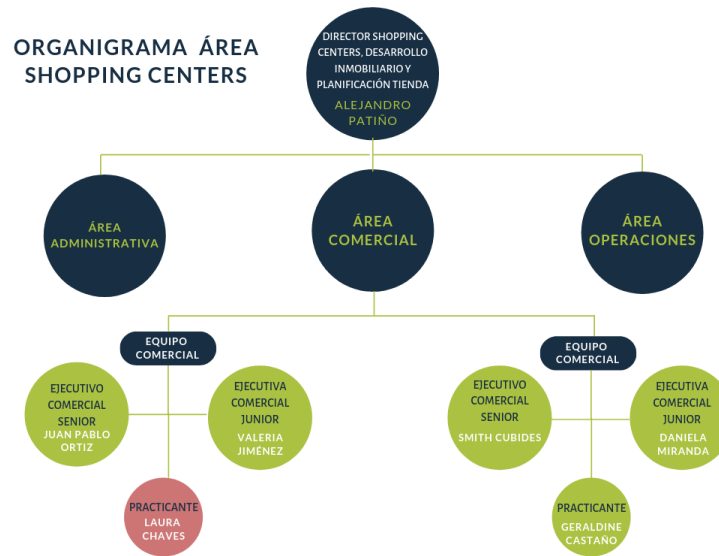 ORGANIGRAMA ÁREA
SHOPPING CENTERS
DIRECTOR SHOPPING
CENTERS, DESARROLLO
INMOBILIARIO Y
PLANIFICACIÓN TIENDA
ALEJANDRO
PATIÑO
ÁREA
ADMINISTRATIVA
ÁREA
COMERCIAL
ÁREA
OPERACIONES
EQUIPO
COMERCIAL
EJECUTIVO
COMERCIAL
SENIOR
JUAN PABLO
ORTIZ
EJECUTIVA
COMERCIAL
JUNIOR
VALERIA
JIMÉNEZ
PRACTICANTE
LAURA
CHAVES
EQUIPO
COMERCIAL
EJECUTIVO
COMERCIAL
SENIOR
SMITH CUBIDES
EJECUTIVA
COMERCIAL
JUNIOR
DANIELA
MIRANDA
PRACTICANTE
GERALDINE
CASTAÑO